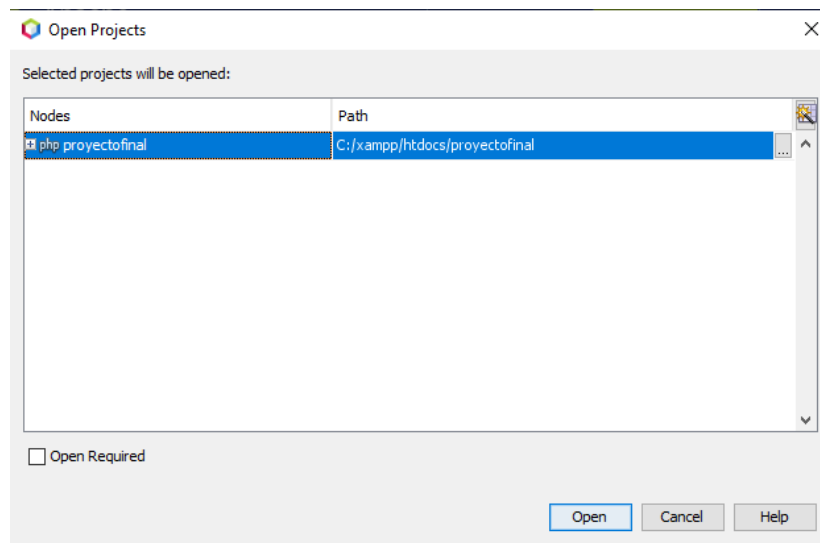 Open Projects
Selected projects will be opened:
Nodes Path
php proyectofinal C:/xampp/htdocs/proyectofinal ...
Open Required
Open Cancel Help